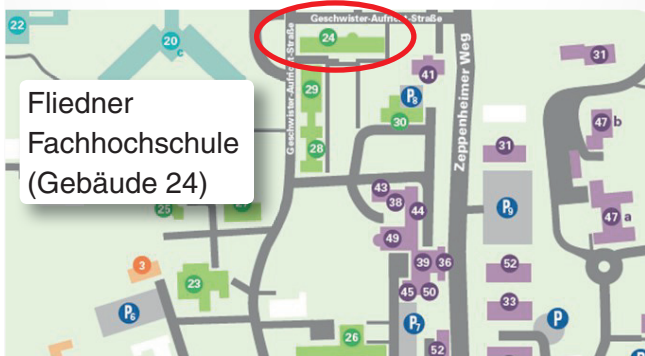 Geschwister-Aufricht-Straße
22
20
c
24
31
Geschwister-Aufricht-Straße
41
Zeppenheimer Weg
29
P8
Fliedner
Fachhochschule
(Gebäude 24)
30
47 b
31
28
43
38
44
P9
47 a
25
49
3
39
36
52
23
45
50
33
P6
P7
P
26
52